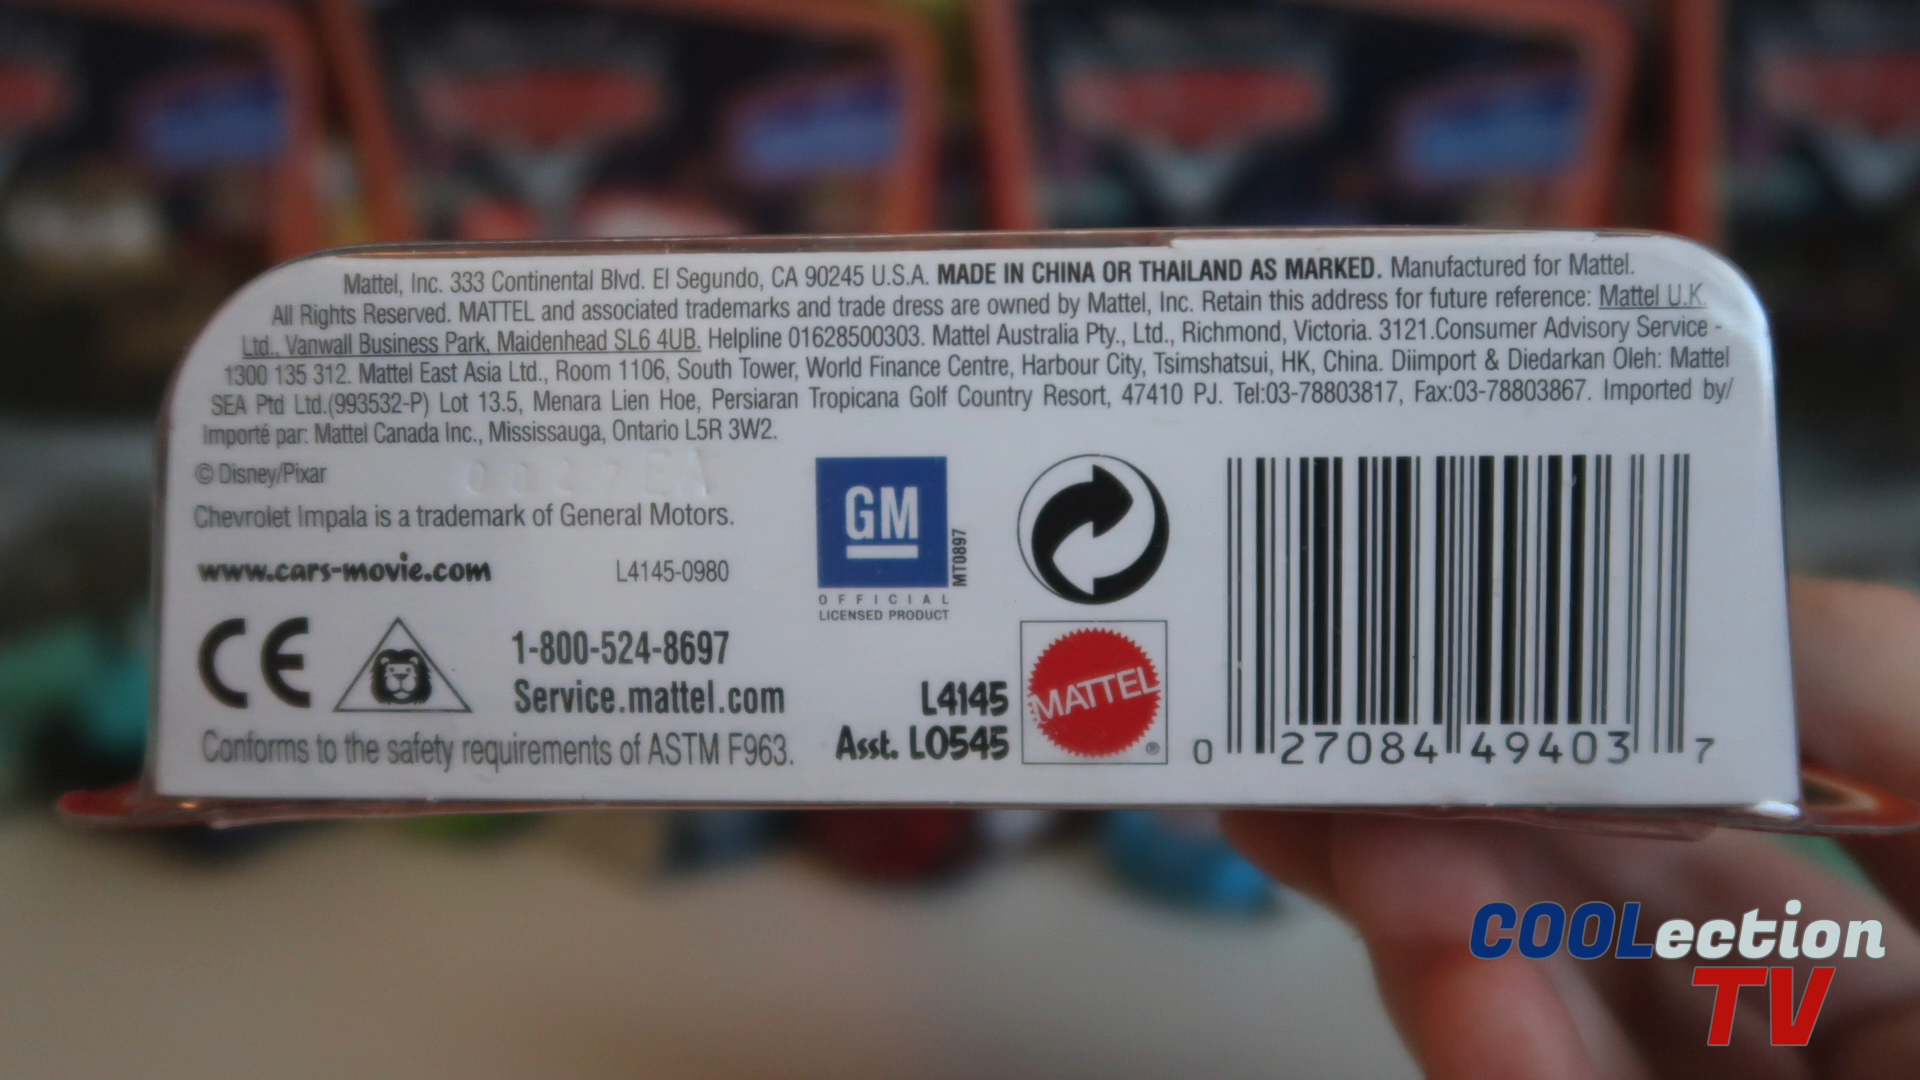 Mattel, Inc. 333 Continental Blvd. El Segundo, CA 90245 U.S.A. MADE IN CHINA OR THAILAND AS MARKED. Manufactured for Mattel.
All Rights Reserved. MATTEL and associated trademarks and trade dress are owned by Mattel, Inc. Retain this address for future reference: Mattel U.K.
Ltd., Vanwall Business Park, Maidenhead SL6 4UB. Helpline 01628500303. Mattel Australia Pty., Ltd., Richmond, Victoria. 3121.Consumer Advisory Service -
1300 135 312. Mattel East Asia Ltd., Room 1106, South Tower, World Finance Centre, Harbour City, Tsimshatsui, HK, China. Diimport & Diedarkan Oleh: Mattel
SEA Ptd Ltd.(993532-P) Lot 13.5, Menara Lien Hoe, Persiaran Tropicana Golf Country Resort, 47410 PJ. Tel:03-78803817, Fax:03-78803867. Imported by/
Importé par: Mattel Canada Inc., Mississauga, Ontario L5R 3W2.
© Disney/Pixar
Chevrolet Impala is a trademark of General Motors.
www.cars-movie.com
L4145-0980
CE
1-800-524-8697
Service.mattel.com
Conforms to the safety requirements of ASTM F963.
GM
MT0897
OFFICIAL
LICENSED PRODUCT
L4145
Asst. L0545
MATTEL
®
0 27084 49403 7
COOLection
TV